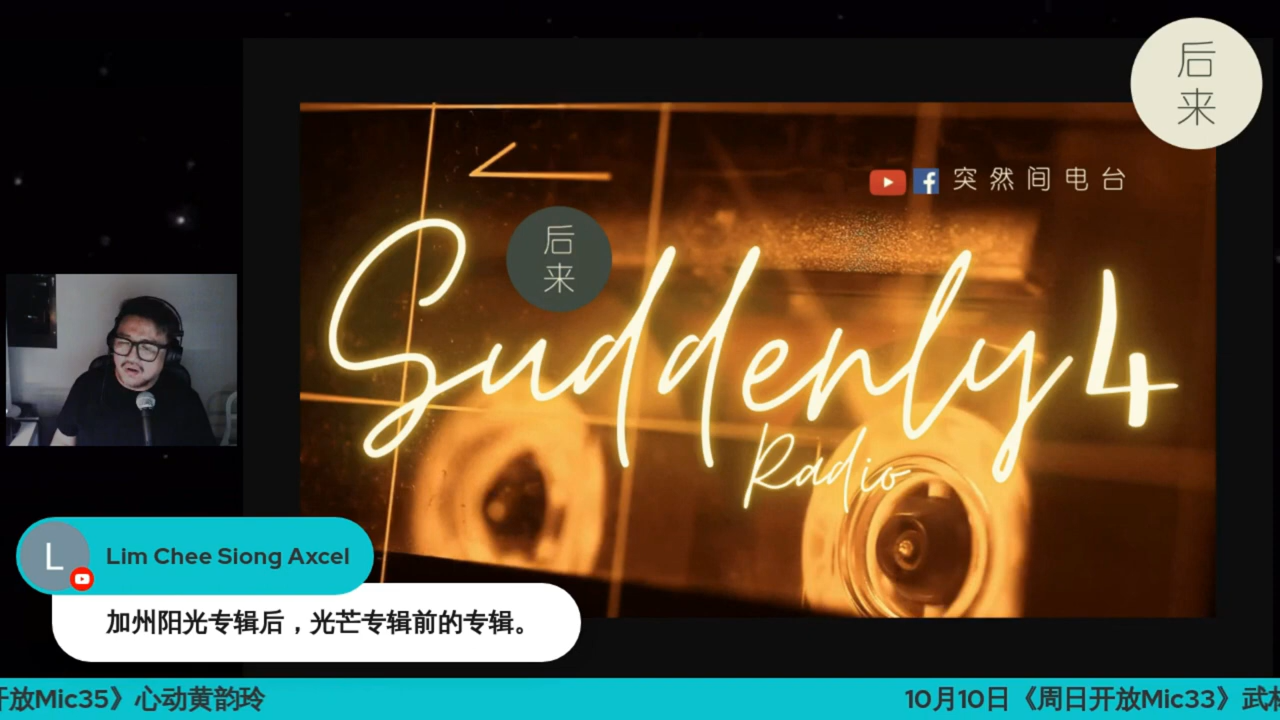 后
来
突然间电台
后
来
Suddenly4
Radio
L
Lim Chee Siong Axcel
加州阳光专辑后，光芒专辑前的专辑。
开放Mic35》心动黄韵玲
10月10日《周日开放Mic33》武林